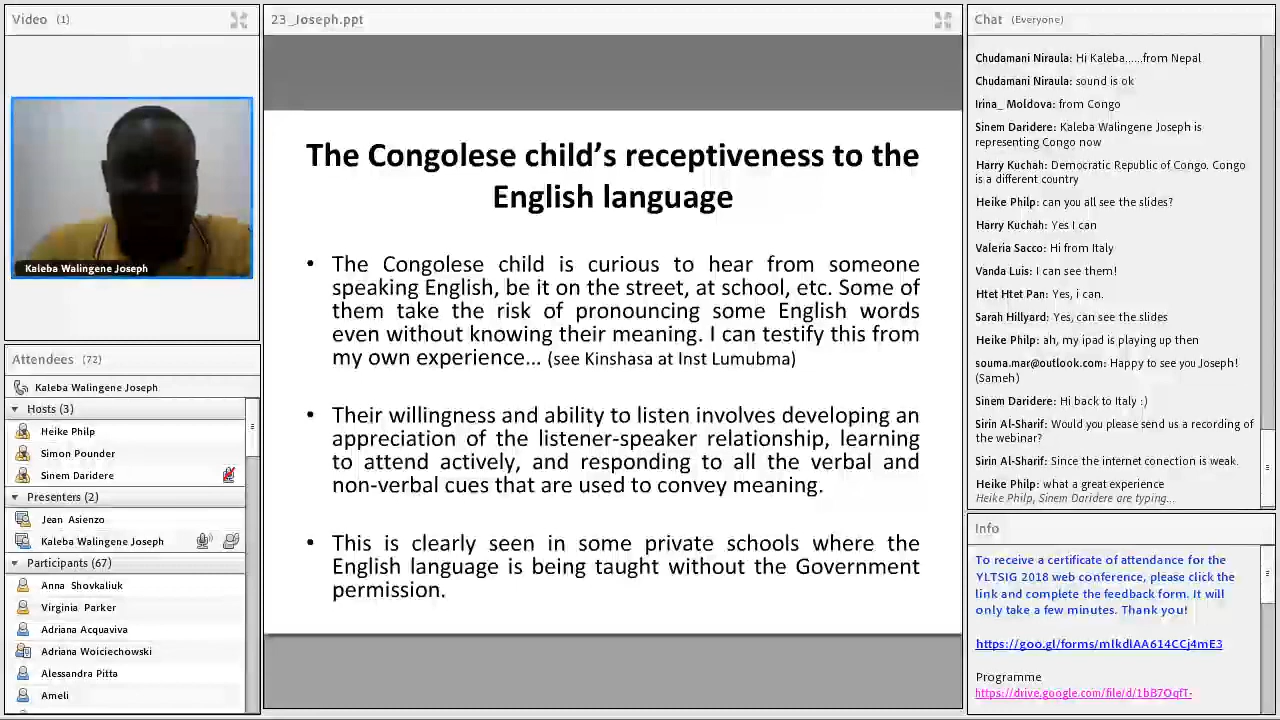 Video (1)
Kaleba Walingene Joseph
Attendees (72)
Kaleba Walingene Joseph
Hosts (3)
Heike Philp
Simon Pounder
Sinem Daridere
Presenters (2)
Jean Asienzo
Kaleba Walingene Joseph
Participants (67)
Anna Shovkaliuk
Virginia Parker
Adriana Acquaviva
Adriana Woiciechowski
Alessandra Pitta
Ameli
23_Joseph.ppt
The Congolese child's receptiveness to the
English language
• The Congolese child is curious to hear from someone
speaking English, be it on the street, at school, etc. Some of
them take the risk of pronouncing some English words
even without knowing their meaning. I can testify this from
my own experience... (see Kinshasa at Inst Lumubma)
• Their willingness and ability to listen involves developing an
appreciation of the listener-speaker relationship, learning
to attend actively, and responding to all the verbal and
non-verbal cues that are used to convey meaning.
• This is clearly seen in some private schools where the
English language is being taught without the Government
permission.
Chat (Everyone)
Chudamani Niraula: Hi Kaleba......from Nepal
Chudamani Niraula: sound is ok
Irina_ Moldova: from Congo
Sinem Daridere: Kaleba Walingene Joseph is
representing Congo now
Harry Kuchah: Democratic Republic of Congo. Congo
is a different country
Heike Philp: can you all see the slides?
Harry Kuchah: Yes I can
Valeria Sacco: Hi from Italy
Vanda Luis: I can see them!
Htet Htet Pan: Yes, i can.
Sarah Hillyard: Yes, can see the slides
Heike Philp: ah, my ipad is playing up then
souma.mar@outlook.com: Happy to see you Joseph!
(Sameh)
Sinem Daridere: Hi back to Italy :)
Sirin Al-Sharif: Would you please send us a recording of
the webinar?
Sirin Al-Sharif: Since the internet conection is weak.
Heike Philp: what a great experience
Heike Philp, Sinem Daridere are typing...
Info
To receive a certificate of attendance for the
YLTSIG 2018 web conference, please click the
link and complete the feedback form. It will
only take a few minutes. Thank you!
https://goo.gl/forms/mlkdlAA614CCj4mE3
Programme
https://drive.google.com/file/d/1bB7OqfT-